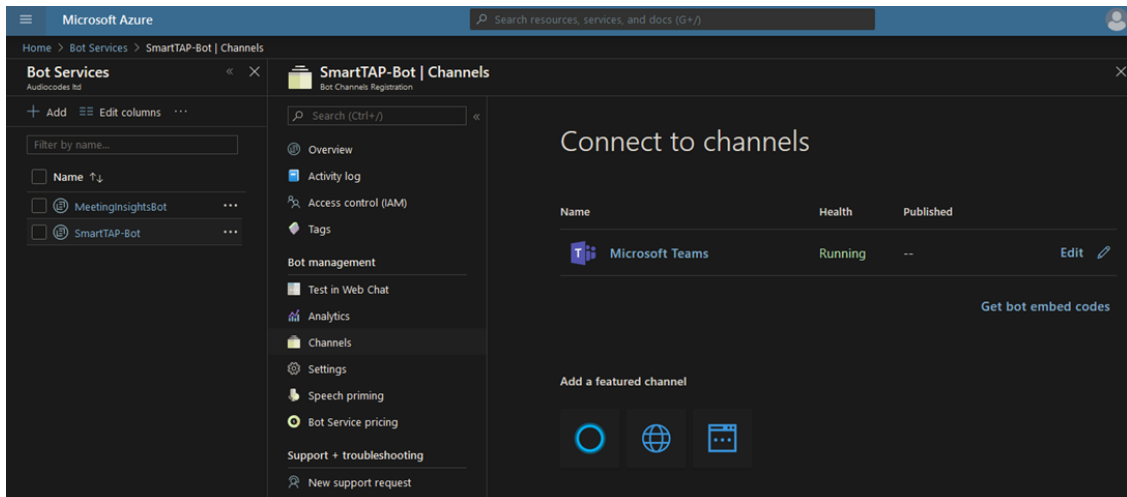 Microsoft Azure
Search resources, services, and docs (G+/)
Home > Bot Services > SmartTAP-Bot | Channels
Bot Services
Audiocodes ltd
Add
Edit columns
Filter by name...
Name
MeetingInsightsBot
SmartTAP-Bot
SmartTAP-Bot | Channels
Bot Channels Registration
Search (Ctrl+/)
Overview
Activity log
Access control (IAM)
Tags
Bot management
Test in Web Chat
Analytics
Channels
Settings
Speech priming
Bot Service pricing
Support + troubleshooting
New support request
Connect to channels
Name Health Published
Microsoft Teams Running -- Edit
Get bot embed codes
Add a featured channel